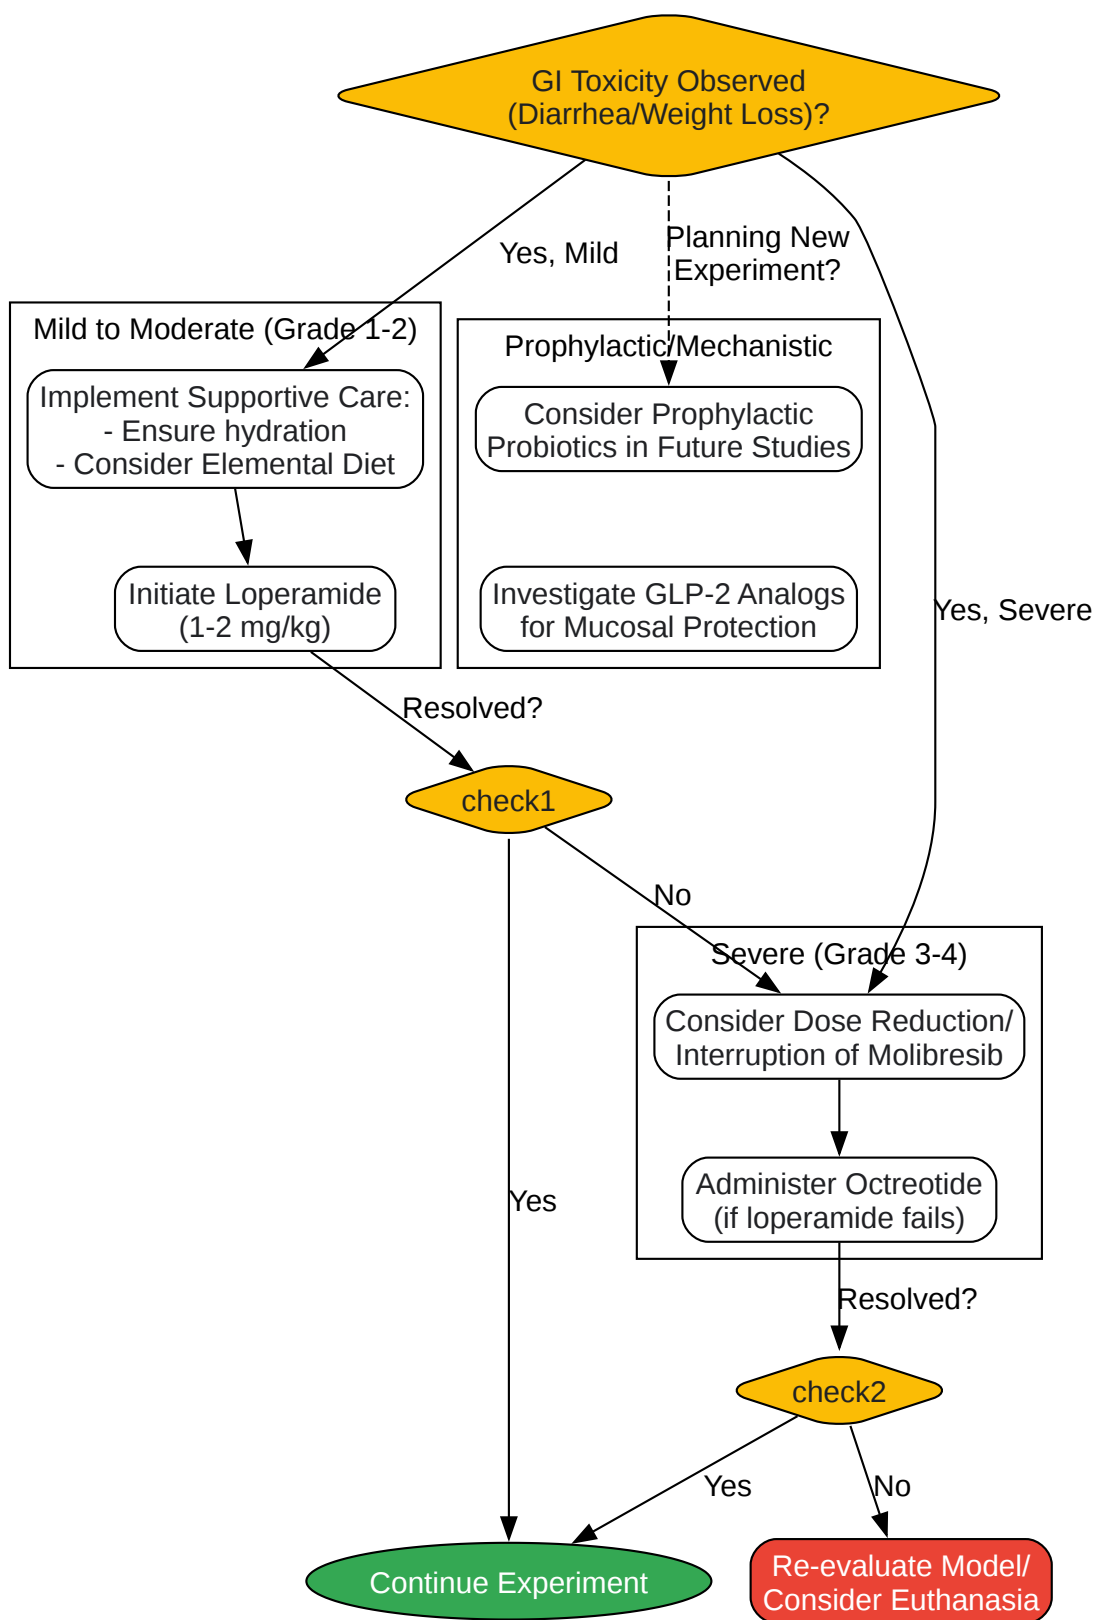 GI Toxicity Observed
(Diarrhea/Weight Loss)?
Yes, Mild
Planning New
Experiment?
Mild to Moderate (Grade 1-2)
Implement Supportive Care:
- Ensure hydration
- Consider Elemental Diet
Initiate Loperamide
(1-2 mg/kg)
Prophylactic/Mechanistic
Consider Prophylactic
Probiotics in Future Studies
Investigate GLP-2 Analogs
for Mucosal Protection
Yes, Severe
Resolved?
check1
No
Severe (Grade 3-4)
Consider Dose Reduction/
Interruption of Molibresib
Administer Octreotide
(if loperamide fails)
Yes
Resolved?
check2
Yes
No
Continue Experiment
Re-evaluate Model/
Consider Euthanasia